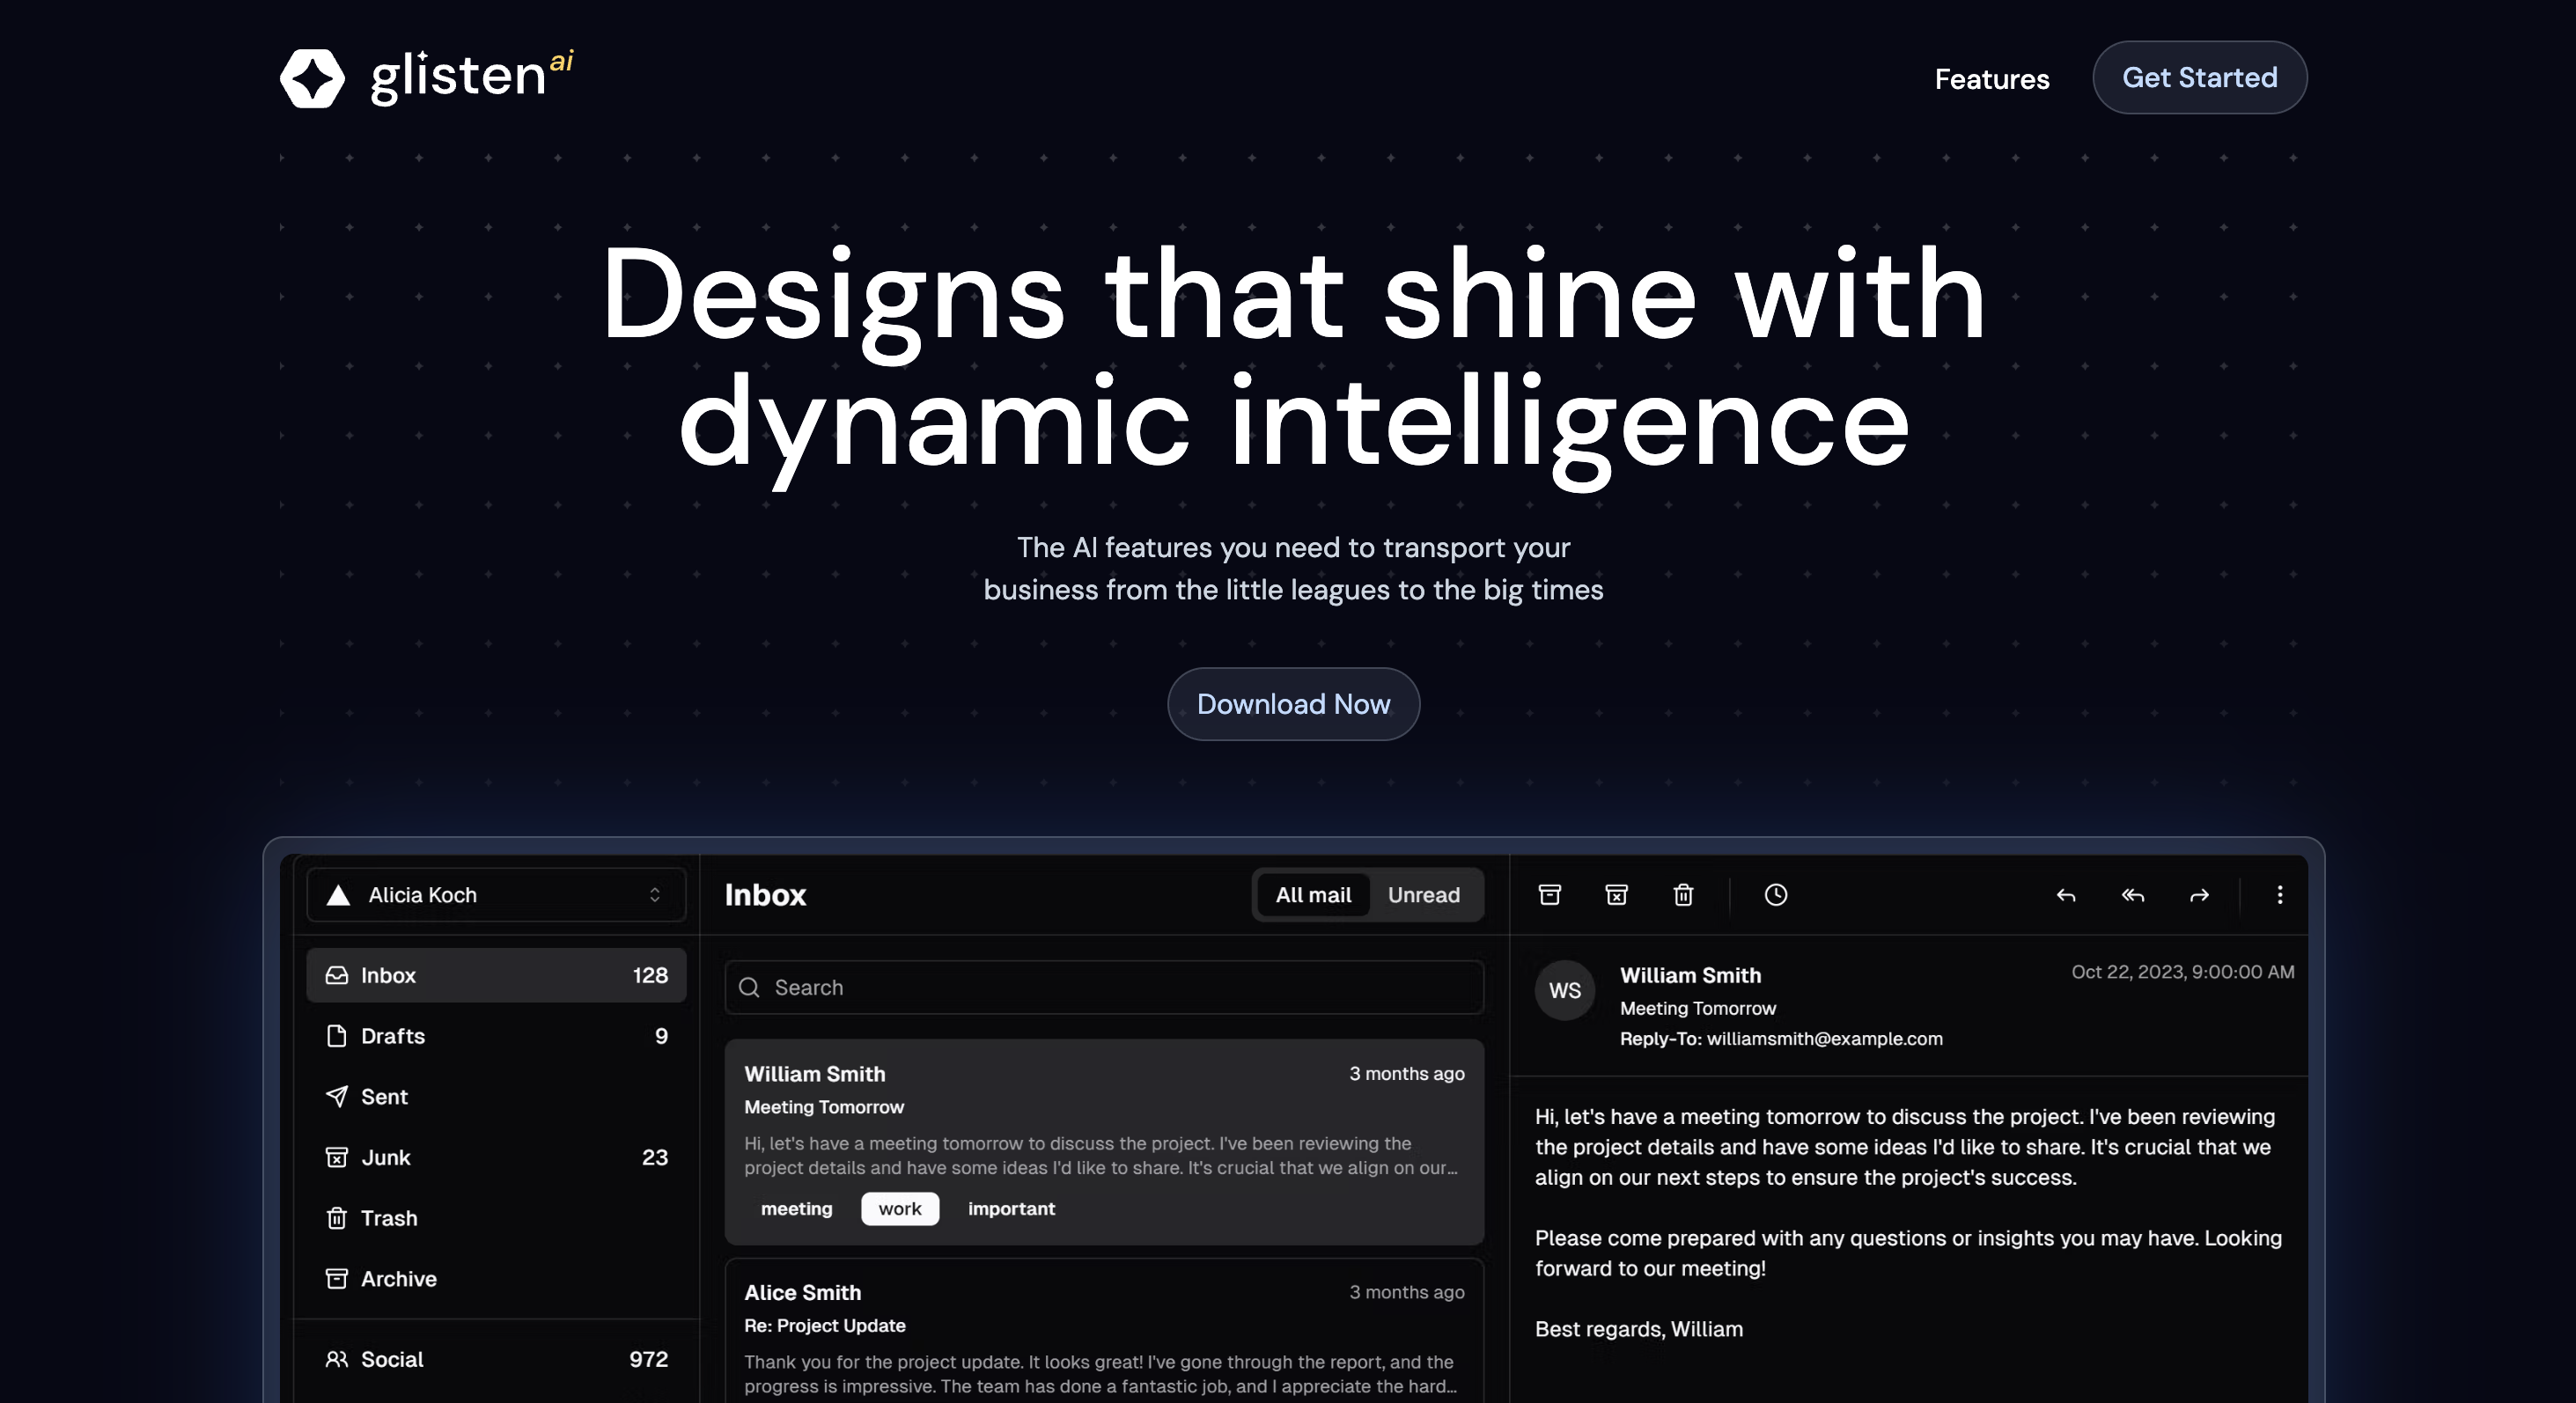 glisten ai
Features
Get Started
Designs that shine with
dynamic intelligence
The AI features you need to transport your
business from the little leagues to the big times
Download Now
Alicia Koch
Inbox 128
Drafts 9
Sent
Junk 23
Trash
Archive
Social 972
Inbox
All mail
Unread
Search
William Smith 3 months ago
Meeting Tomorrow
Hi, let's have a meeting tomorrow to discuss the project. I've been reviewing the
project details and have some ideas I'd like to share. It's crucial that we align on our...
meeting work important
Alice Smith 3 months ago
Re: Project Update
Thank you for the project update. It looks great! I've gone through the report, and the
progress is impressive. The team has done a fantastic job, and I appreciate the hard...
WS
William Smith Oct 22, 2023, 9:00:00 AM
Meeting Tomorrow
Reply-To: williamsmith@example.com
Hi, let's have a meeting tomorrow to discuss the project. I've been reviewing
the project details and have some ideas I'd like to share. It's crucial that we
align on our next steps to ensure the project's success.
Please come prepared with any questions or insights you may have. Looking
forward to our meeting!
Best regards, William